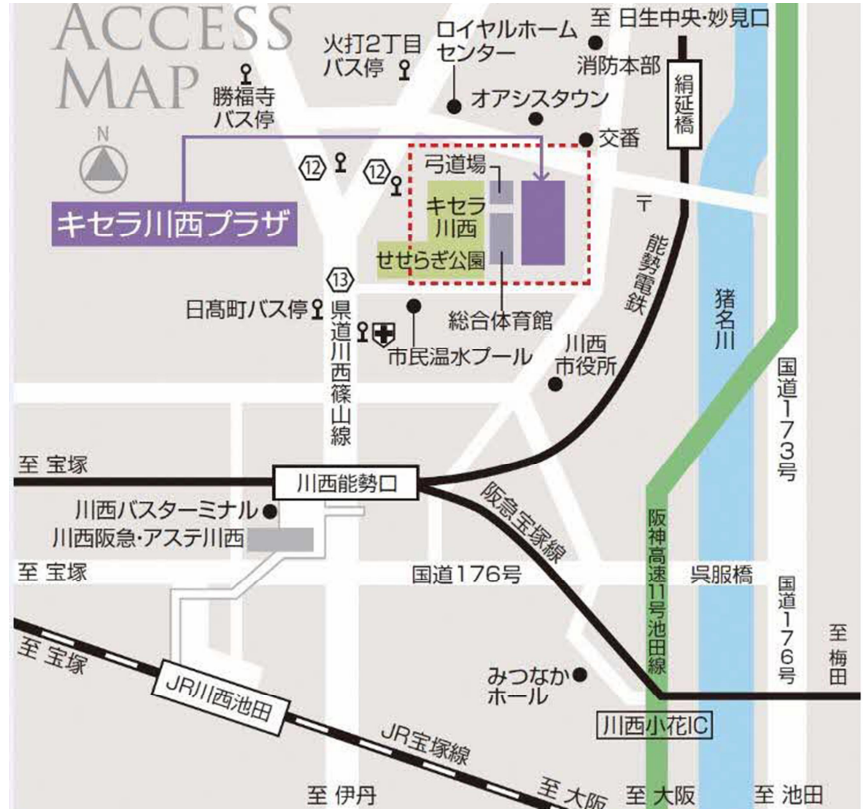 ACCESS
MAP
N
キセラ川西プラザ
勝福寺
バス停
火打2丁目
バス停
ロイヤルホーム
センター
オアシスタウン
至 日生中央・妙見口
消防本部
絹延橋
交番
12
12
弓道場
キセラ
川西
せせらぎ公園
総合体育館
〒
能勢電鉄
猪名川
13
日髙町バス停
県道川西篠山線
市民温水プール
川西
市役所
国道173号
至 宝塚
川西能勢口
川西バスターミナル
川西阪急・アステ川西
阪急宝塚線
阪神高速11号池田線
至 宝塚
国道176号
呉服橋
国道176号
至 梅田
至 宝塚
JR川西池田
JR宝塚線
みつなか
ホール
川西小花IC
至 伊丹
至 大阪
至 大阪
至 池田